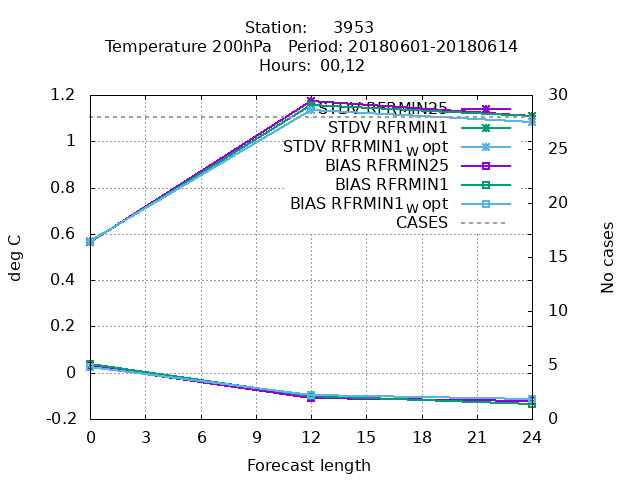 Station: 3953
Temperature 200hPa Period: 20180601-20180614
Hours: 00,12
1.2
1
0.8
0.6
0.4
0.2
0
-0.2
deg C
30
25
20
15
10
5
0
No cases
STDV RFRMIN25
STDV RFRMIN1
STDV RFRMIN1w opt
BIAS RFRMIN25
BIAS RFRMIN1
BIAS RFRMIN1w opt
CASES
0 3 6 9 12 15 18 21 24
Forecast length